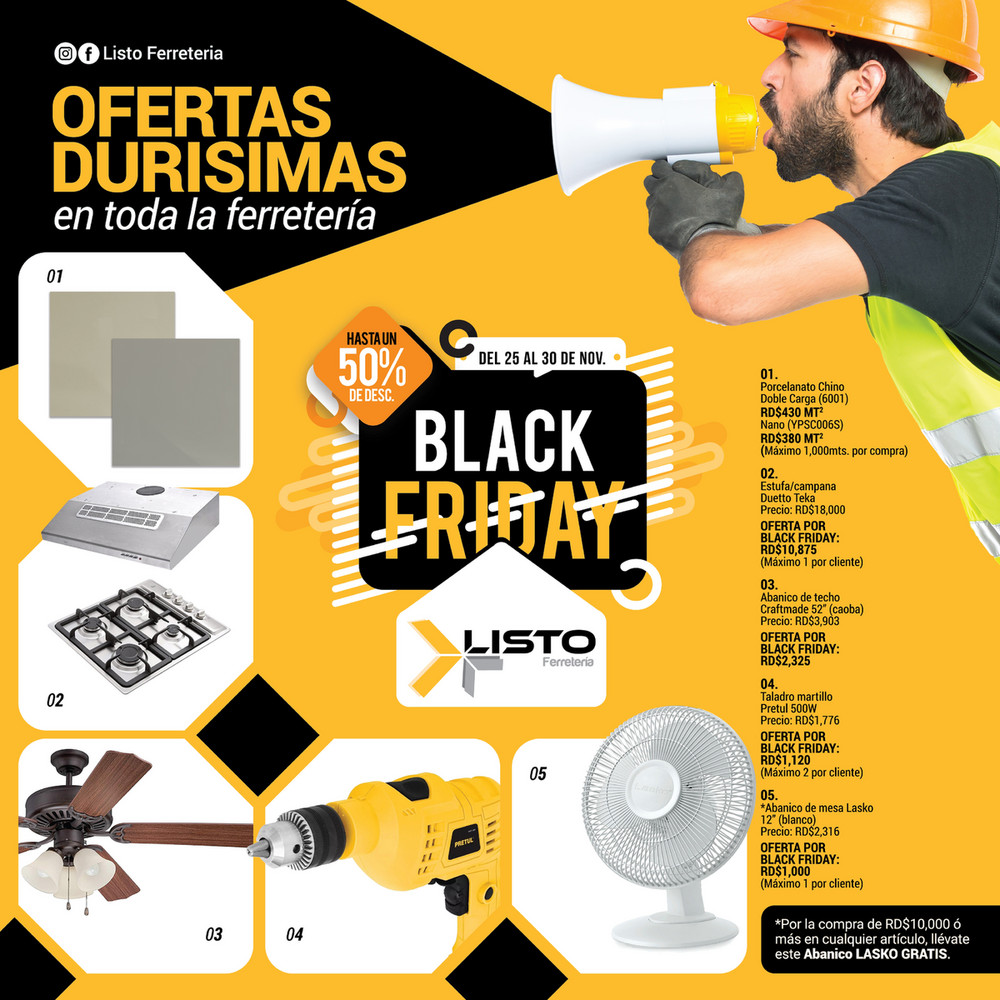 Listo Ferreteria
OFERTAS
DURISIMAS
en toda la ferretería
01
HASTA UN
50%
DE DESC.
DEL 25 AL 30 DE NOV.
BLACK
FRIDAY
LISTO
Ferretería
02
03
04
PRETUL
05
LASKO
01.
Porcelanato Chino
Doble Carga (6001)
RD$430 MT²
Nano (YPSC006S)
RD$380 MT²
(Máximo 1,000mts. por compra)
02.
Estufa/campana
Duetto Teka
Precio: RD$18,000
OFERTA POR
BLACK FRIDAY:
RD$10,875
(Máximo 1 por cliente)
03.
Abanico de techo
Craftmade 52” (caoba)
Precio: RD$3,903
OFERTA POR
BLACK FRIDAY:
RD$2,325
04.
Taladro martillo
Pretul 500W
Precio: RD$1,776
OFERTA POR
BLACK FRIDAY:
RD$1,120
(Máximo 2 por cliente)
05.
*Abanico de mesa Lasko
12” (blanco)
Precio: RD$2,316
OFERTA POR
BLACK FRIDAY:
RD$1,000
(Máximo 1 por cliente)
*Por la compra de RD$10,000 ó
más en cualquier artículo, llévate
este Abanico LASKO GRATIS.